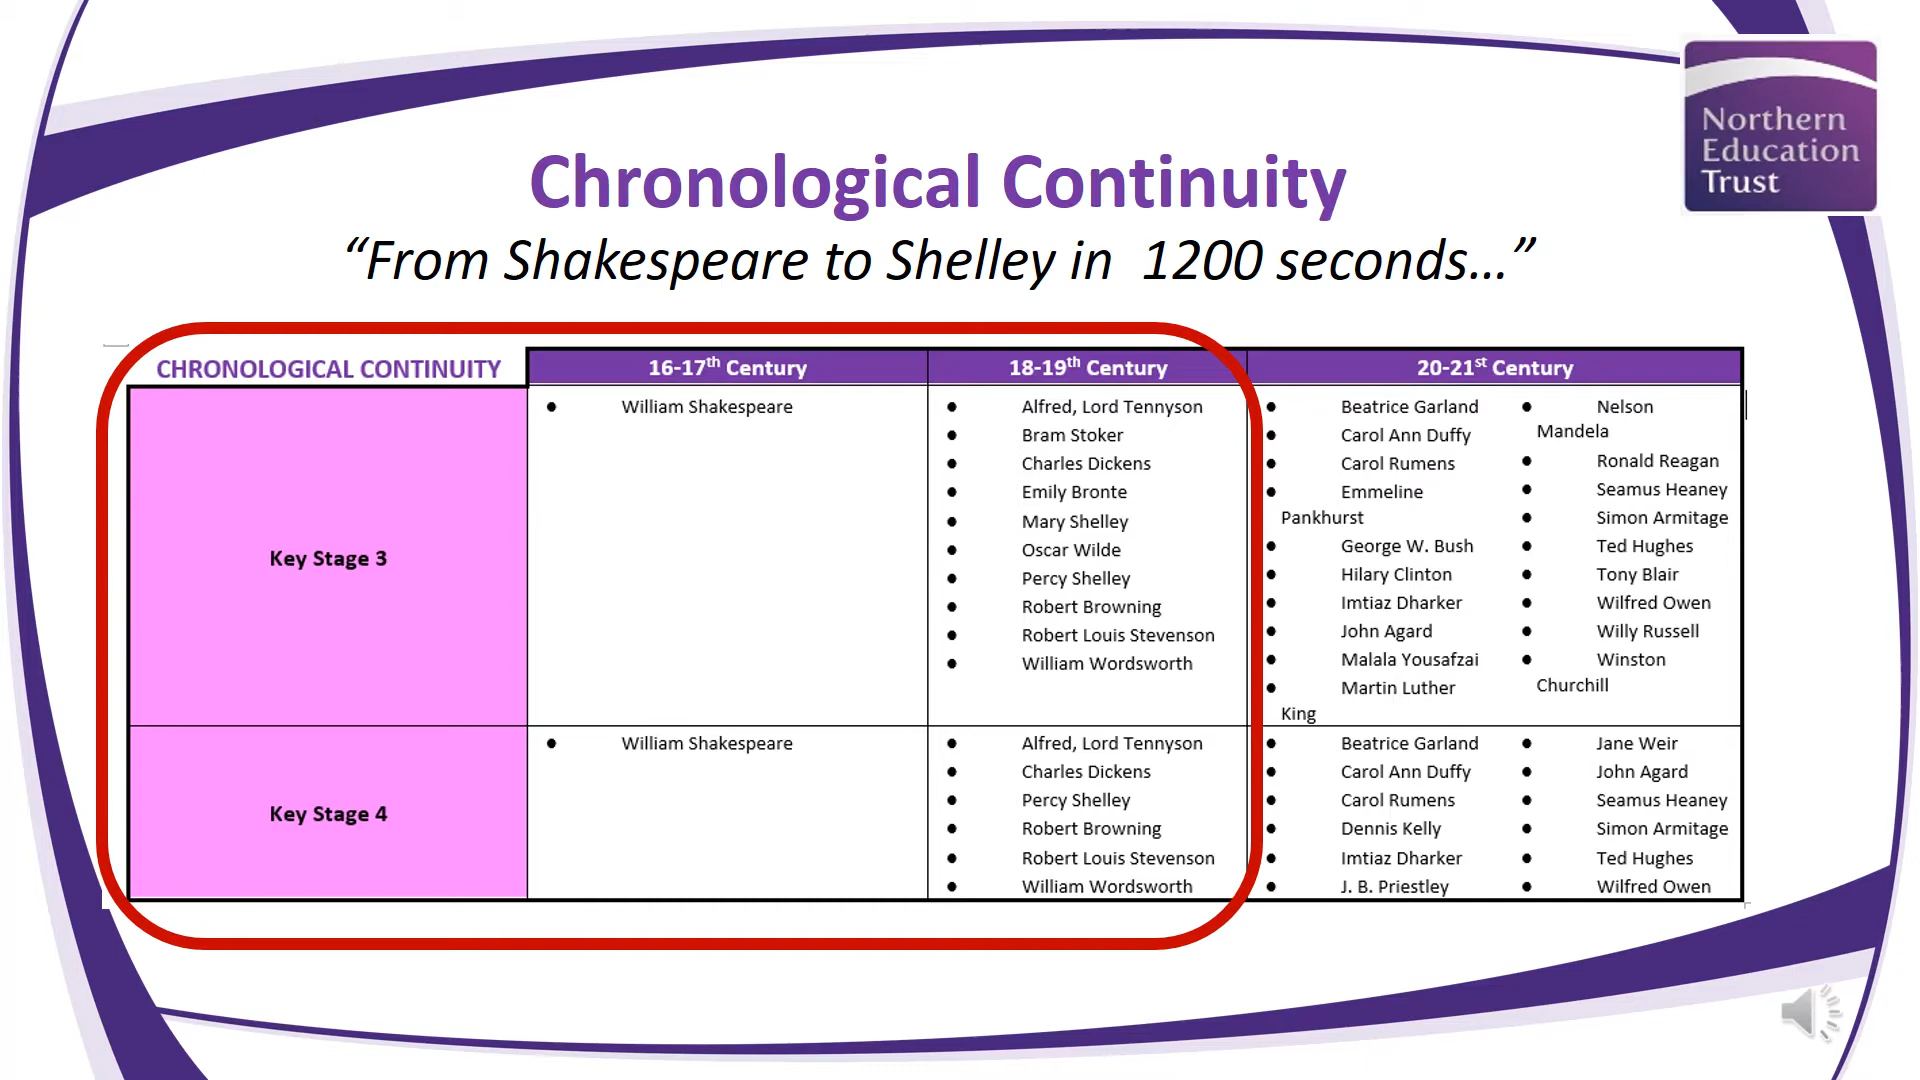 Northern
Education
Trust
Chronological Continuity
“From Shakespeare to Shelley in 1200 seconds…”
CHRONOLOGICAL CONTINUITY
16-17th Century
18-19th Century
20-21st Century
Key Stage 3
● William Shakespeare
● Alfred, Lord Tennyson
● Bram Stoker
● Charles Dickens
● Emily Bronte
● Mary Shelley
● Oscar Wilde
● Percy Shelley
● Robert Browning
● Robert Louis Stevenson
● William Wordsworth
● Beatrice Garland
● Carol Ann Duffy
● Carol Rumens
● Emmeline
Pankhurst
● George W. Bush
● Hilary Clinton
● Imtiaz Dharker
● John Agard
● Malala Yousafzai
● Martin Luther
King
● Nelson
Mandela
● Ronald Reagan
● Seamus Heaney
● Simon Armitage
● Ted Hughes
● Tony Blair
● Wilfred Owen
● Willy Russell
● Winston
Churchill
Key Stage 4
● William Shakespeare
● Alfred, Lord Tennyson
● Charles Dickens
● Percy Shelley
● Robert Browning
● Robert Louis Stevenson
● William Wordsworth
● Beatrice Garland
● Carol Ann Duffy
● Carol Rumens
● Dennis Kelly
● Imtiaz Dharker
● J. B. Priestley
● Jane Weir
● John Agard
● Seamus Heaney
● Simon Armitage
● Ted Hughes
● Wilfred Owen